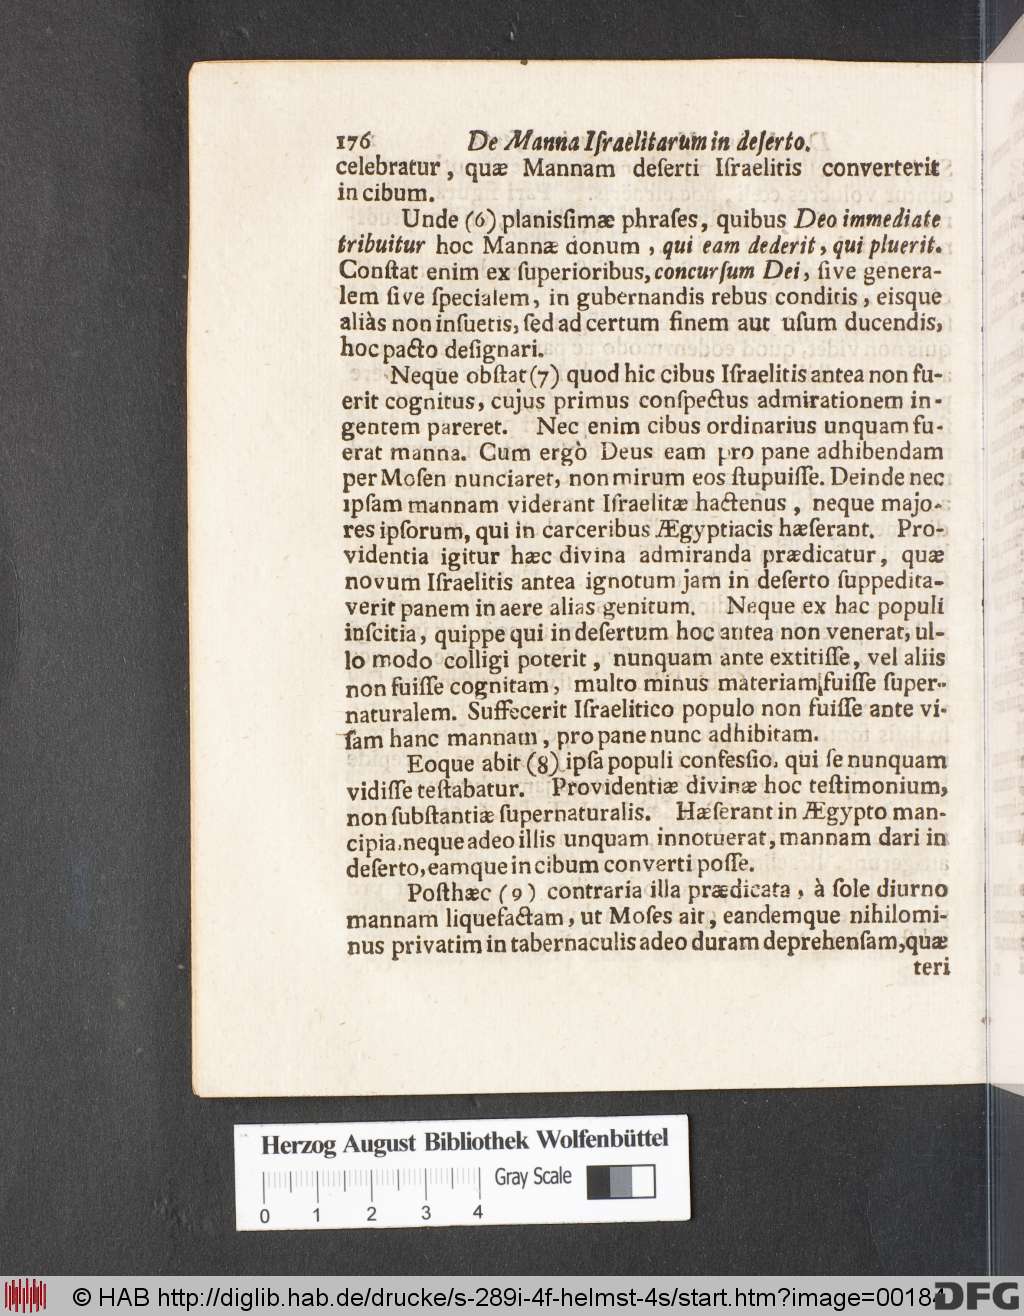 176 De Manna Iſraelitarum in deſerto.
celebratur, quæ Mannam deſerti Iſraelitis converterit
in cibum.
Unde (6) planisſimæ phraſes, quibus Deo immediate
tribuitur hoc Mannæ donum, qui eam dederit, qui pluerit.
Conſtat enim ex ſuperioribus, concurſum Dei, ſive genera-
lem ſive ſpecialem, in gubernandis rebus conditis, eisque
aliàs non inſuetis, ſed ad certum finem aut uſum ducendis,
hoc pacto deſignari.
Neque obſtat (7) quod hic cibus Iſraelitis antea non fu-
erit cognitus, cujus primus conſpectus admirationem in-
gentem pareret. Nec enim cibus ordinarius unquam fu-
erat manna. Cum ergò Deus eam pro pane adhibendam
per Moſen nunciaret, non mirum eos ſtupuiſſe. Deinde nec
ipſam mannam viderant Iſraelitæ hactenus, neque majo-
res ipſorum, qui in carceribus Ægyptiacis hæſerant. Pro-
videntia igitur hæc divina admiranda prædicatur, quæ
novum Iſraelitis antea ignotum jam in deſerto ſuppedita-
verit panem in aere alias genitum. Neque ex hac populi
inſcitia, quippe qui in deſertum hoc antea non venerat, ul-
lo modo colligi poterit, nunquam ante extitiſſe, vel aliis
non fuiſſe cognitam, multo minus materiam fuiſſe ſuper-
naturalem. Suffecerit Iſraelitico populo non fuiſſe ante vi-
ſam hanc mannam, pro pane nunc adhibitam.
Eoque abit (8) ipſa populi confeſſio, qui ſe nunquam
vidiſſe teſtabatur. Providentiæ divinæ hoc teſtimonium,
non ſubſtantiæ ſupernaturalis. Hæſerant in Ægypto man-
cipia, neque adeo illis unquam innotuerat, mannam dari in
deſerto, eamque in cibum converti poſſe.
Poſthæc (9) contraria illa prædicata, à ſole diurno
mannam liquefactam, ut Moſes ait, eandemque nihilomi-
nus privatim in tabernaculis adeo duram deprehenſam, quæ
teri
Herzog August Bibliothek Wolfenbüttel
Gray Scale
0 1 2 3 4
© HAB http://diglib.hab.de/drucke/s-289i-4f-helmst-4s/start.htm?image=00184
DFG